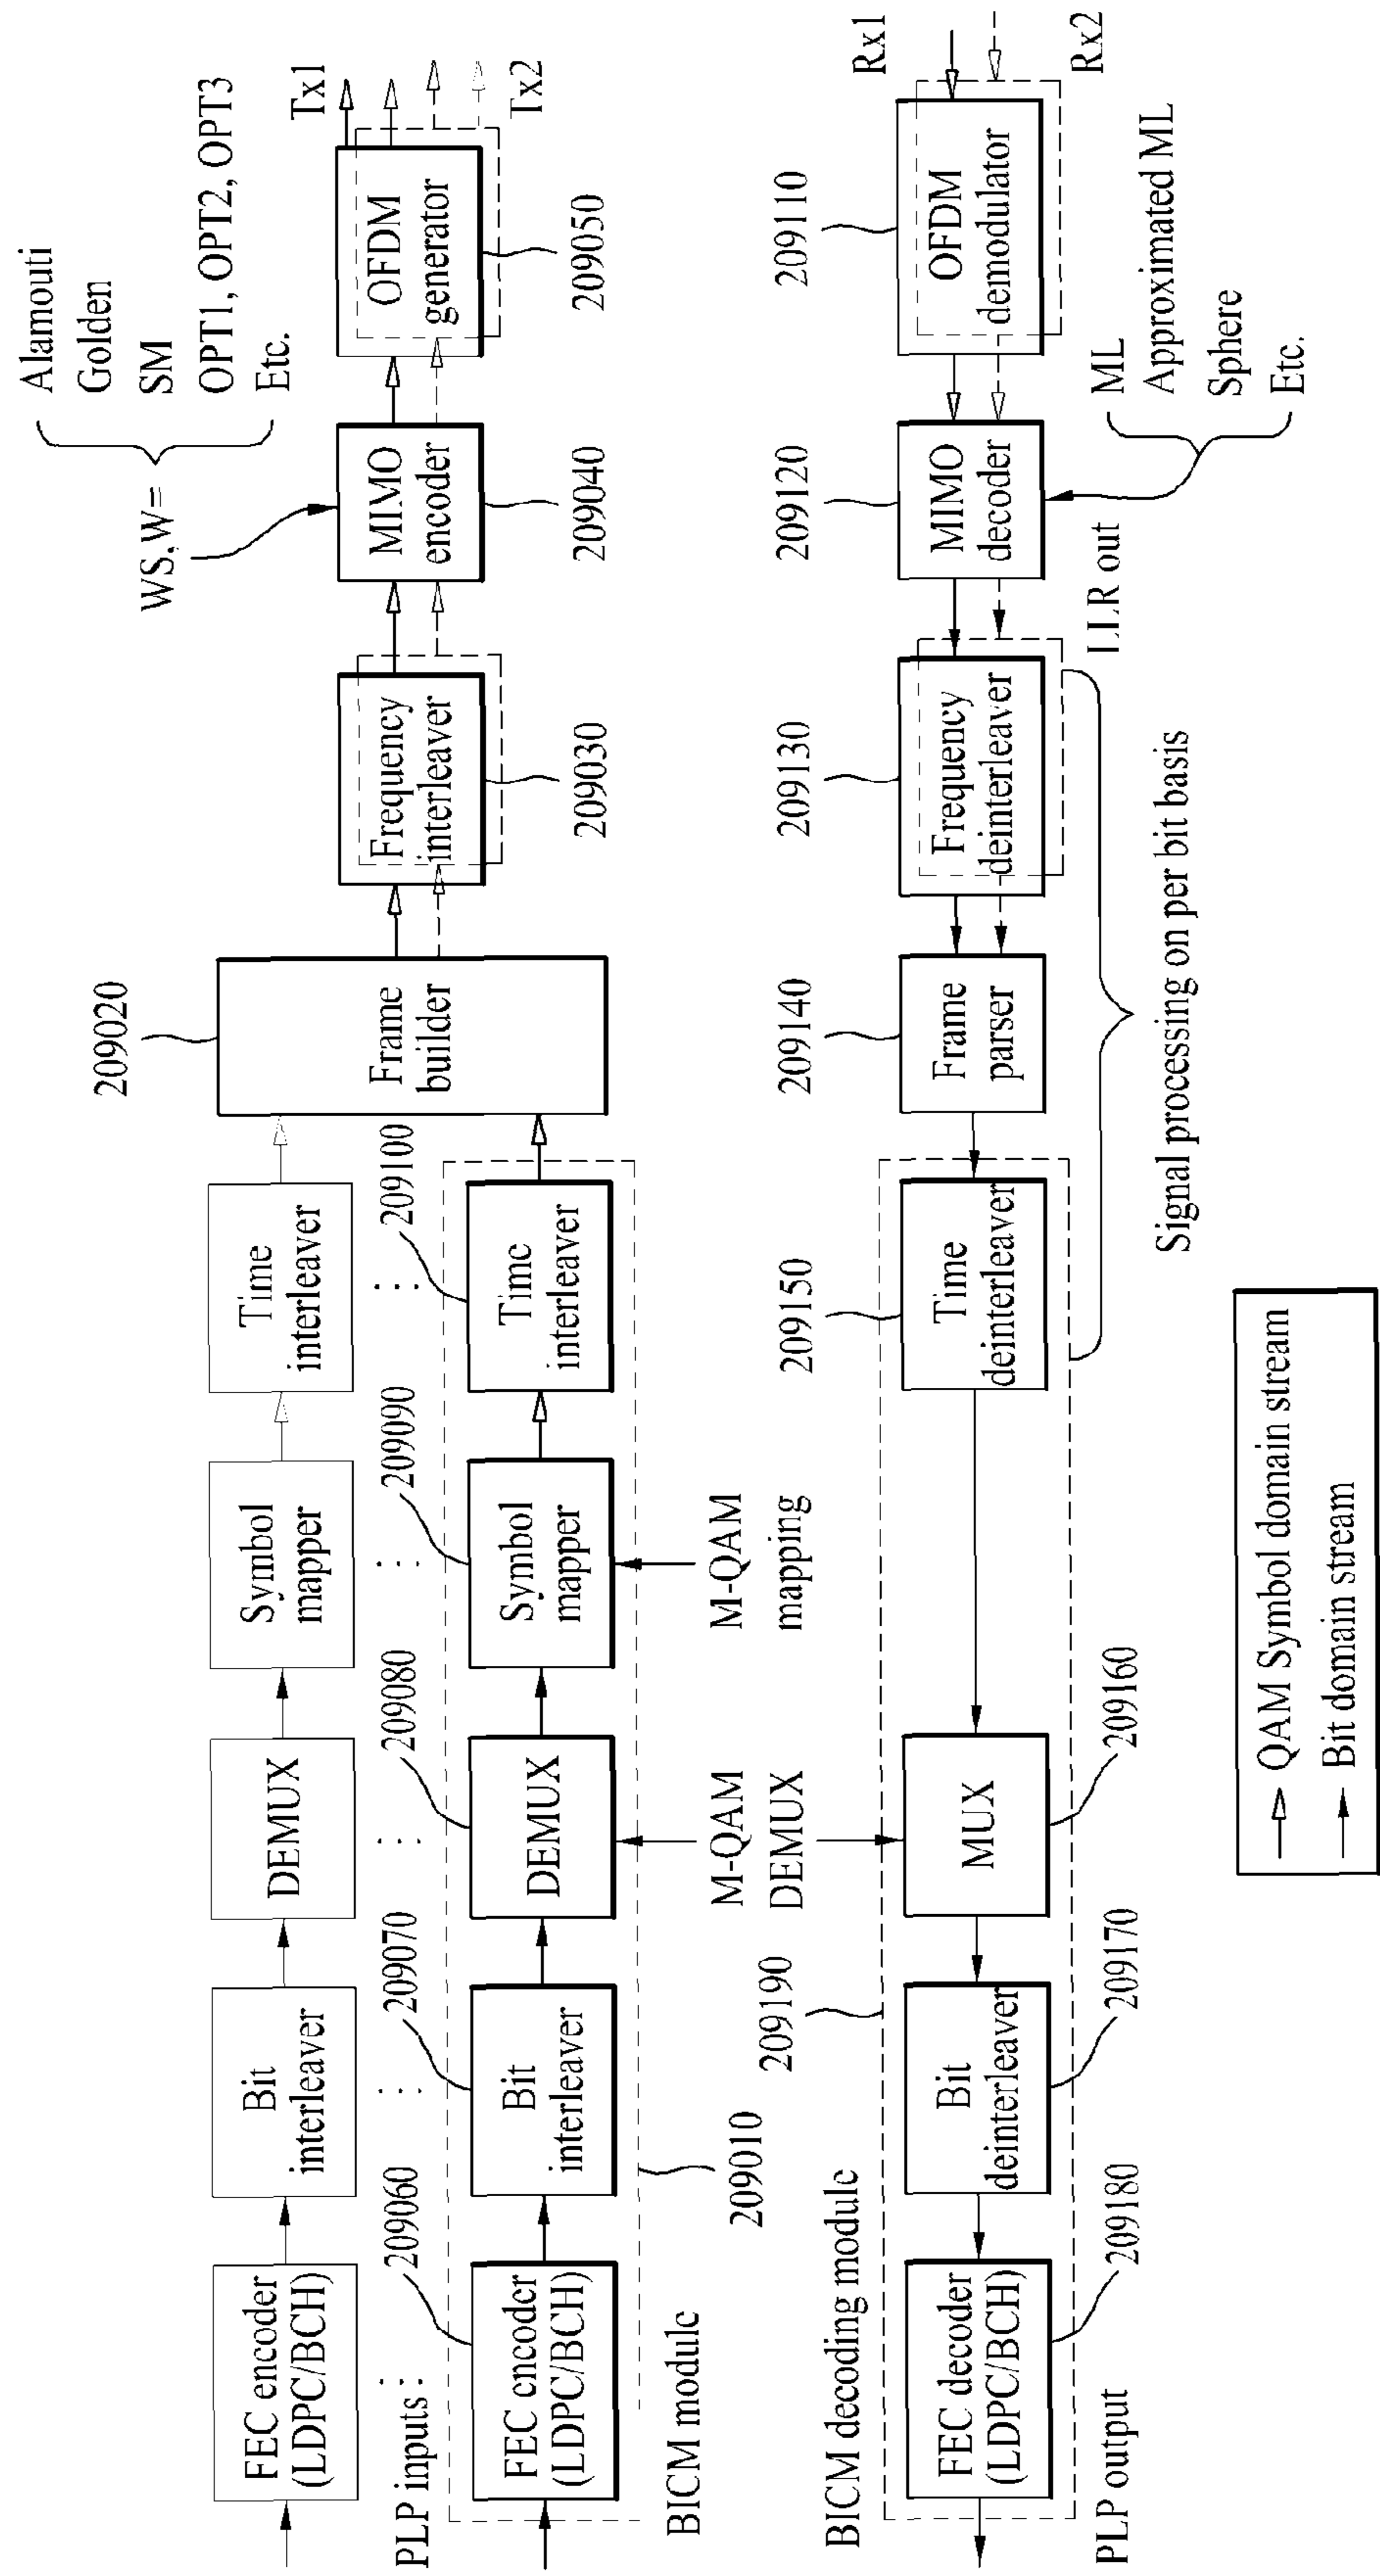 FEC encoder
(LDPC/BCH)
Bit
interleaver
DEMUX
Symbol
mapper
Time
interleaver
PLP inputs
209060
209070
209080
209090
209100
FEC encoder
(LDPC/BCH)
Bit
interleaver
DEMUX
Symbol
mapper
Time
interleaver
BICM module
209010
M-QAM
DEMUX
M-QAM
mapping
209020
Frame
builder
Frequency
interleaver
209030
WS,W=
Alamouti
Golden
SM
OPT1, OPT2, OPT3
Etc.
MIMO
encoder
209040
OFDM
generator
209050
Tx1
Tx2
Rx1
Rx2
209110
OFDM
demodulator
209120
MIMO
decoder
ML
Approximated ML
Sphere
Etc.
LLR out
209130
Frequency
deinterleaver
209140
Frame
parser
209150
Time
deinterleaver
Signal processing on per bit basis
MUX
209160
209190
Bit
deinterleaver
209170
BICM decoding module
FEC decoder
(LDPC/BCH)
209180
PLP output
QAM Symbol domain stream
Bit domain stream